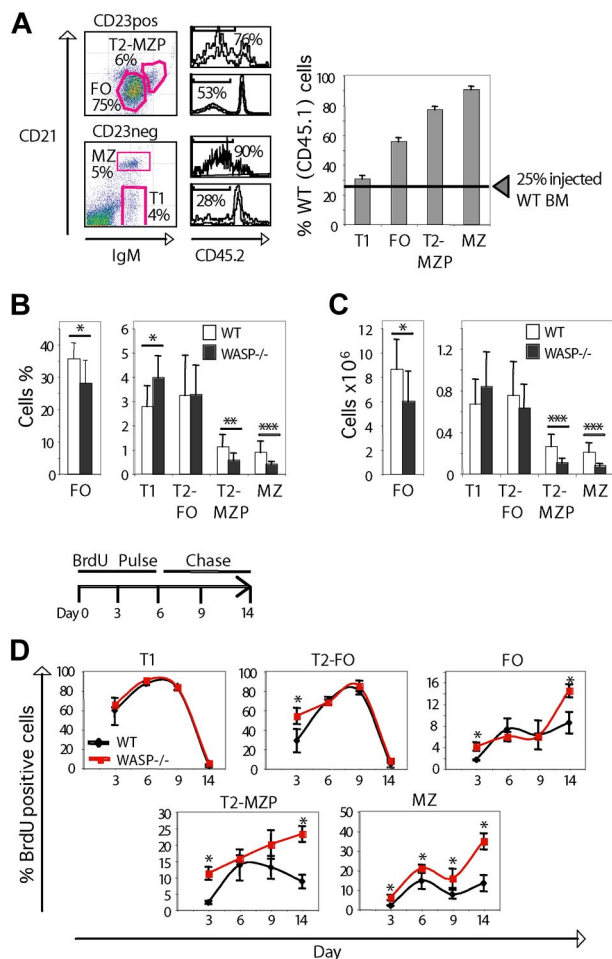 A
CD23pos
T2-MZP
6%
FO
75%
CD21
CD23neg
MZ
5%
T1
4%
IgM
76%
53%
90%
28%
CD45.2
% WT (CD45.1) cells
100
80
60
40
20
0
T1 FO T2-MZP MZ
25% injected
WT BM
B
Cells %
40
30
20
10
0
*
FO
6
5
4
3
2
1
0
*
**
***
WT
WASP-/-
T1 T2-FO T2-MZP MZ
C
Cells x10⁶
12
10
8
6
4
2
0
*
FO
1.2
0.8
0.4
0
***
***
WT
WASP-/-
T1 T2-FO T2-MZP MZ
BrdU Pulse Chase
Day 0 3 6 9 14
D
% BrdU positive cells
T1
100
80
60
40
20
0
WT
WASP-/-
3 6 9 14
T2-FO
100
80
60
40
20
0
*
3 6 9 14
FO
16
12
8
4
0
*
*
3 6 9 14
T2-MZP
30
25
20
15
10
5
0
*
*
3 6 9 14
MZ
50
40
30
20
10
0
* * * *
3 6 9 14
Day